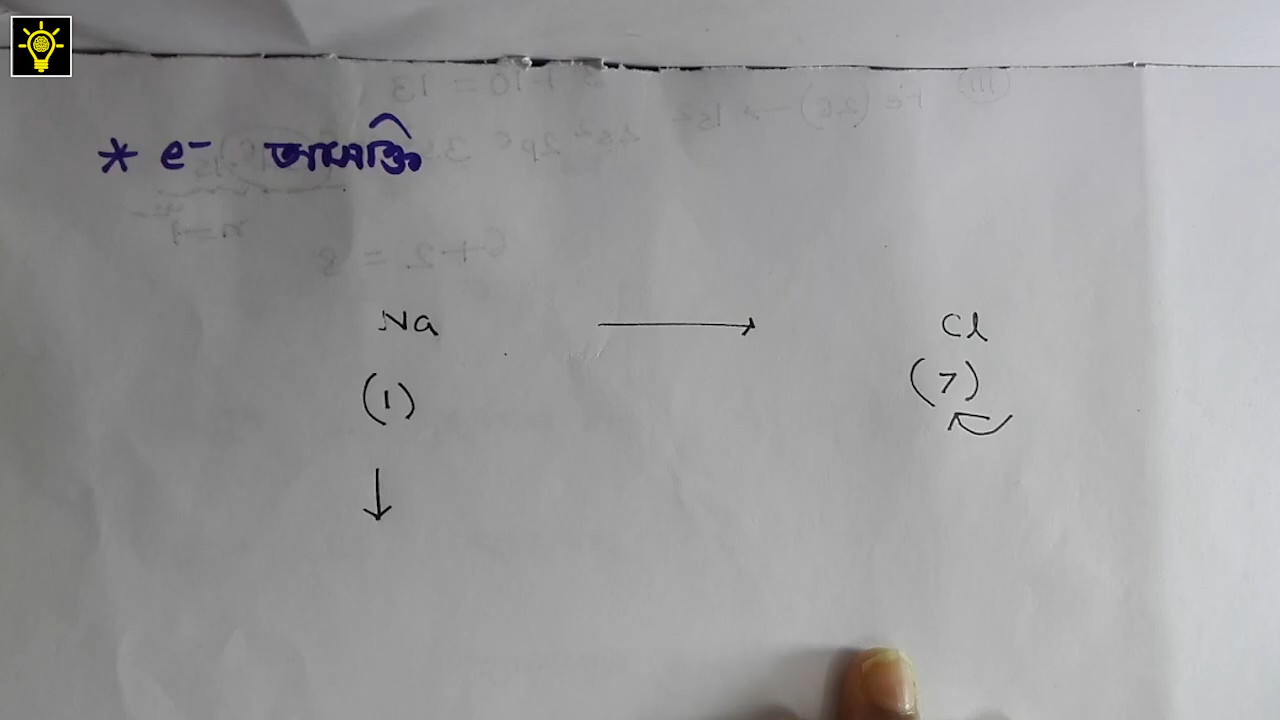 * e⁻ আসক্তি
Na → Cl
(1) (7)
↓